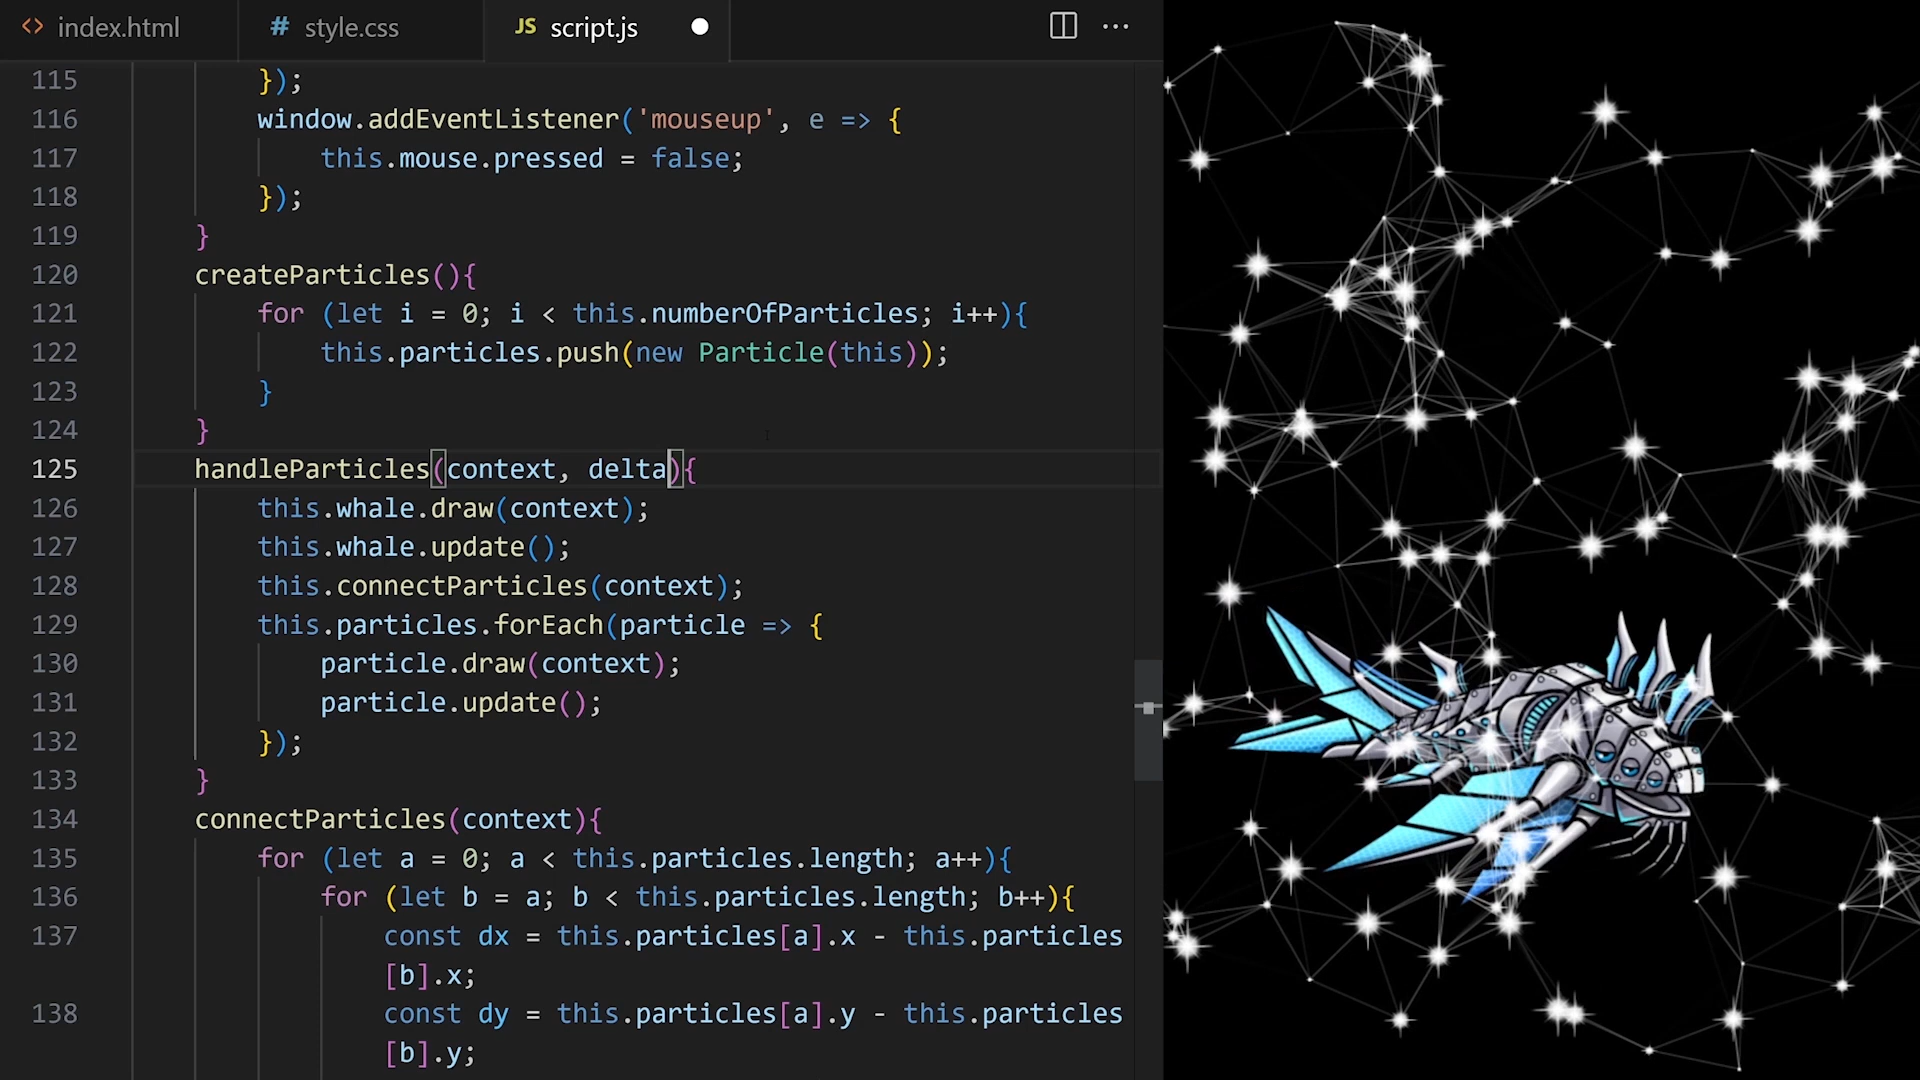 <> index.html # style.css JS script.js
115 });
116 window.addEventListener('mouseup', e => {
117 this.mouse.pressed = false;
118 });
119 }
120 createParticles(){
121 for (let i = 0; i < this.numberOfParticles; i++){
122 this.particles.push(new Particle(this));
123 }
124 }
125 handleParticles(context, delta){
126 this.whale.draw(context);
127 this.whale.update();
128 this.connectParticles(context);
129 this.particles.forEach(particle => {
130 particle.draw(context);
131 particle.update();
132 });
133 }
134 connectParticles(context){
135 for (let a = 0; a < this.particles.length; a++){
136 for (let b = a; b < this.particles.length; b++){
137 const dx = this.particles[a].x - this.particles
[b].x;
138 const dy = this.particles[a].y - this.particles
[b].y;